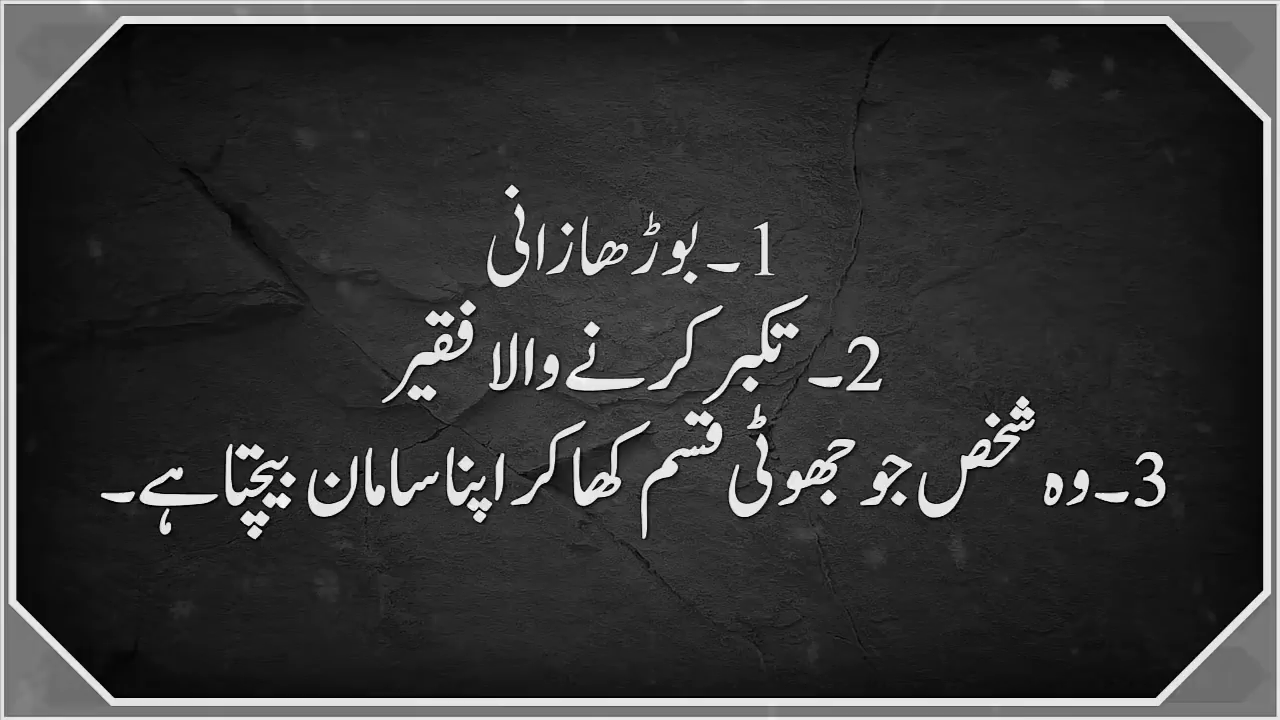 1۔بوڑھا زانی
2۔ تکبر کرنے والا فقیر
3۔وہ شخص جو جھوٹی قسم کھا کر اپنا سامان بیچتا ہے۔